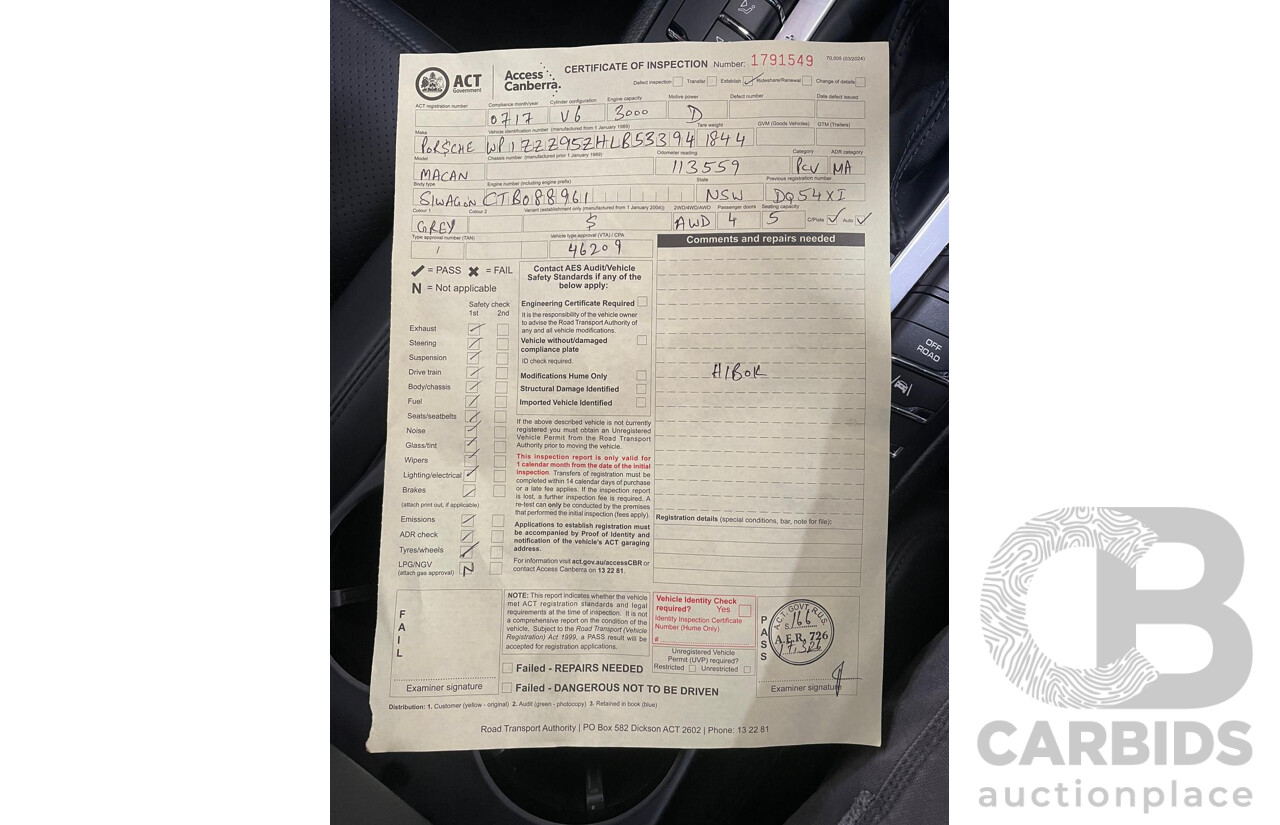 ACT
Government
Access
Canberra.
CERTIFICATE OF INSPECTION Number: 1791549 70,005 (03/2024)
Defect inspection Transfer Establish Rideshare/Renewal Change of details
ACT registration number Compliance month/year Cylinder configuration Engine capacity Motive power Defect number Date defect issued
0717 V6 3000 D
Make Vehicle identification number (manufactured from 1 January 1989) Tare weight GVM (Goods Vehicles) GTM (Trailers)
PORSCHE WP1ZZZ95ZHLB53394 1844
Model Chassis number (manufactured prior 1 January 1989) Odometer reading Category ADR category
MACAN 113559 PCV MA
Body type Engine number (including engine prefix) State Previous registration number
S/WAGON CTB088961 NSW DQ54XI
Colour 1 Colour 2 Variant (establishment only (manufactured from 1 January 2004)) 2WD/4WD/AWD Passenger doors Seating capacity
GREY $ AWD 4 5 C/Plate Auto
Type approval number (TAN) Vehicle type approval (VTA) / CPA
/ 46209
Comments and repairs needed
A/BOR
✓ = PASS ✖ = FAIL
N = Not applicable
Safety check
1st 2nd
Exhaust
Steering
Suspension
Drive train
Body/chassis
Fuel
Seats/seatbelts
Noise
Glass/tint
Wipers
Lighting/electrical
Brakes
(attach print out, if applicable)
Emissions
ADR check
Tyres/wheels
LPG/NGV N
(attach gas approval)
Contact AES Audit/Vehicle
Safety Standards if any of the
below apply:
Engineering Certificate Required
It is the responsibility of the vehicle owner
to advise the Road Transport Authority of
any and all vehicle modifications.
Vehicle without/damaged
compliance plate
ID check required.
Modifications Hume Only
Structural Damage Identified
Imported Vehicle Identified
If the above described vehicle is not currently
registered you must obtain an Unregistered
Vehicle Permit from the Road Transport
Authority prior to moving the vehicle.
This inspection report is only valid for
1 calendar month from the date of the initial
inspection. Transfers of registration must be
completed within 14 calendar days of purchase
or a late fee applies. If the inspection report
is lost, a further inspection fee is required. A
re-test can only be conducted by the premises
that performed the initial inspection (fees apply).
Applications to establish registration must
be accompanied by Proof of Identity and
notification of the vehicle's ACT garaging
address.
For information visit act.gov.au/accessCBR or
contact Access Canberra on 13 22 81.
Registration details (special conditions, bar, note for file):
FAIL
Examiner signature
NOTE: This report indicates whether the vehicle
met ACT registration standards and legal
requirements at the time of inspection. It is not
a comprehensive report on the condition of the
vehicle. Subject to the Road Transport (Vehicle
Registration) Act 1999, a PASS result will be
accepted for registration applications.
Failed - REPAIRS NEEDED
Failed - DANGEROUS NOT TO BE DRIVEN
Vehicle Identity Check
required? Yes
Identity Inspection Certificate
Number (Hume Only)
#
Unregistered Vehicle
Permit (UVP) required?
Restricted Unrestricted
PASS
A.C.T. GOVT. R.U.S.
166
A.E.R. 726
Examiner signature
Distribution: 1. Customer (yellow - original) 2. Audit (green - photocopy) 3. Retained in book (blue)
Road Transport Authority | PO Box 582 Dickson ACT 2602 | Phone: 13 22 81
OFF
ROAD
CB
CARBIDS
auctionplace